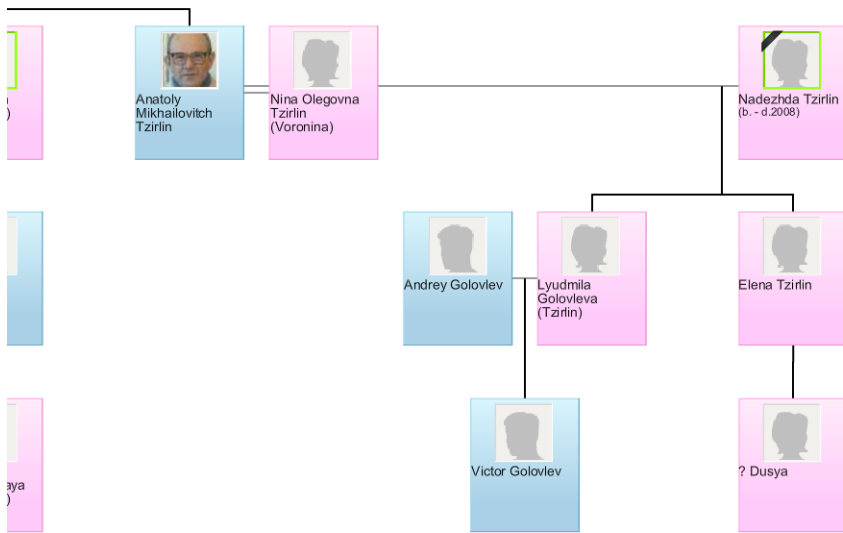 )
Anatoly
Mikhailovitch
Tzirlin
Nina Olegovna
Tzirlin
(Voronina)
Nadezhda Tzirlin
(b. - d.2008)
Andrey Golovlev
Lyudmila
Golovleva
(Tzirlin)
Elena Tzirlin
aya
)
Victor Golovlev
? Dusya